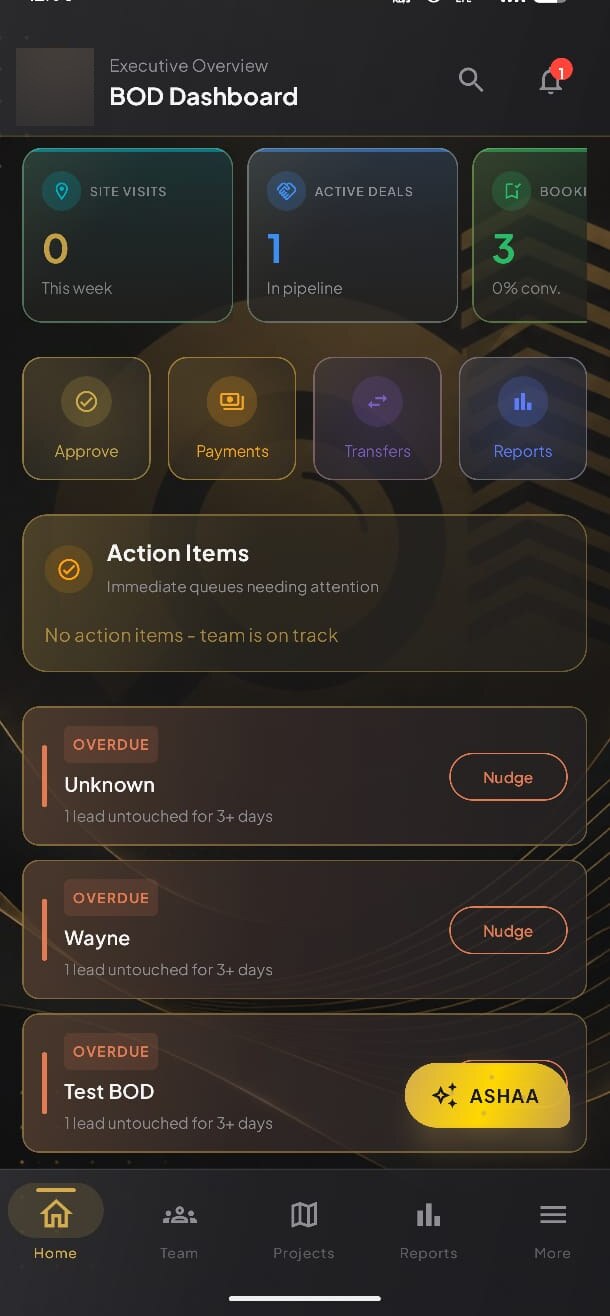 Executive Overview
BOD Dashboard
1
SITE VISITS
ACTIVE DEALS
0
1
3
This week
In pipeline
0% conv.
Approve
Payments
Transfers
Reports
Action Items
Immediate queues needing attention
No action items - team is on track
OVERDUE
Unknown
1 lead untouched for 3+ days
Nudge
OVERDUE
Wayne
1 lead untouched for 3+ days
Nudge
OVERDUE
Test BOD
1 lead untouched for 3+ days
ASHAA
Home
Team
Projects
Reports
More